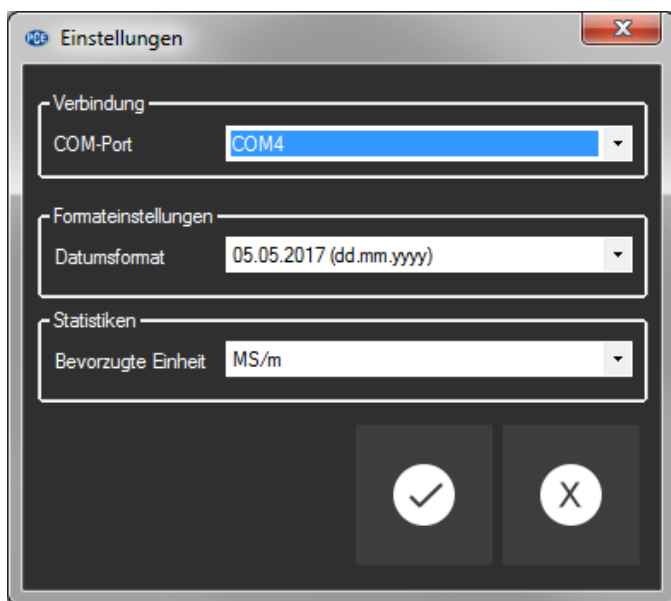 PCE Einstellungen
Verbindung
COM-Port COM4
Formateinstellungen
Datumsformat 05.05.2017 (dd.mm.yyyy)
Statistiken
Bevorzugte Einheit MS/m
X